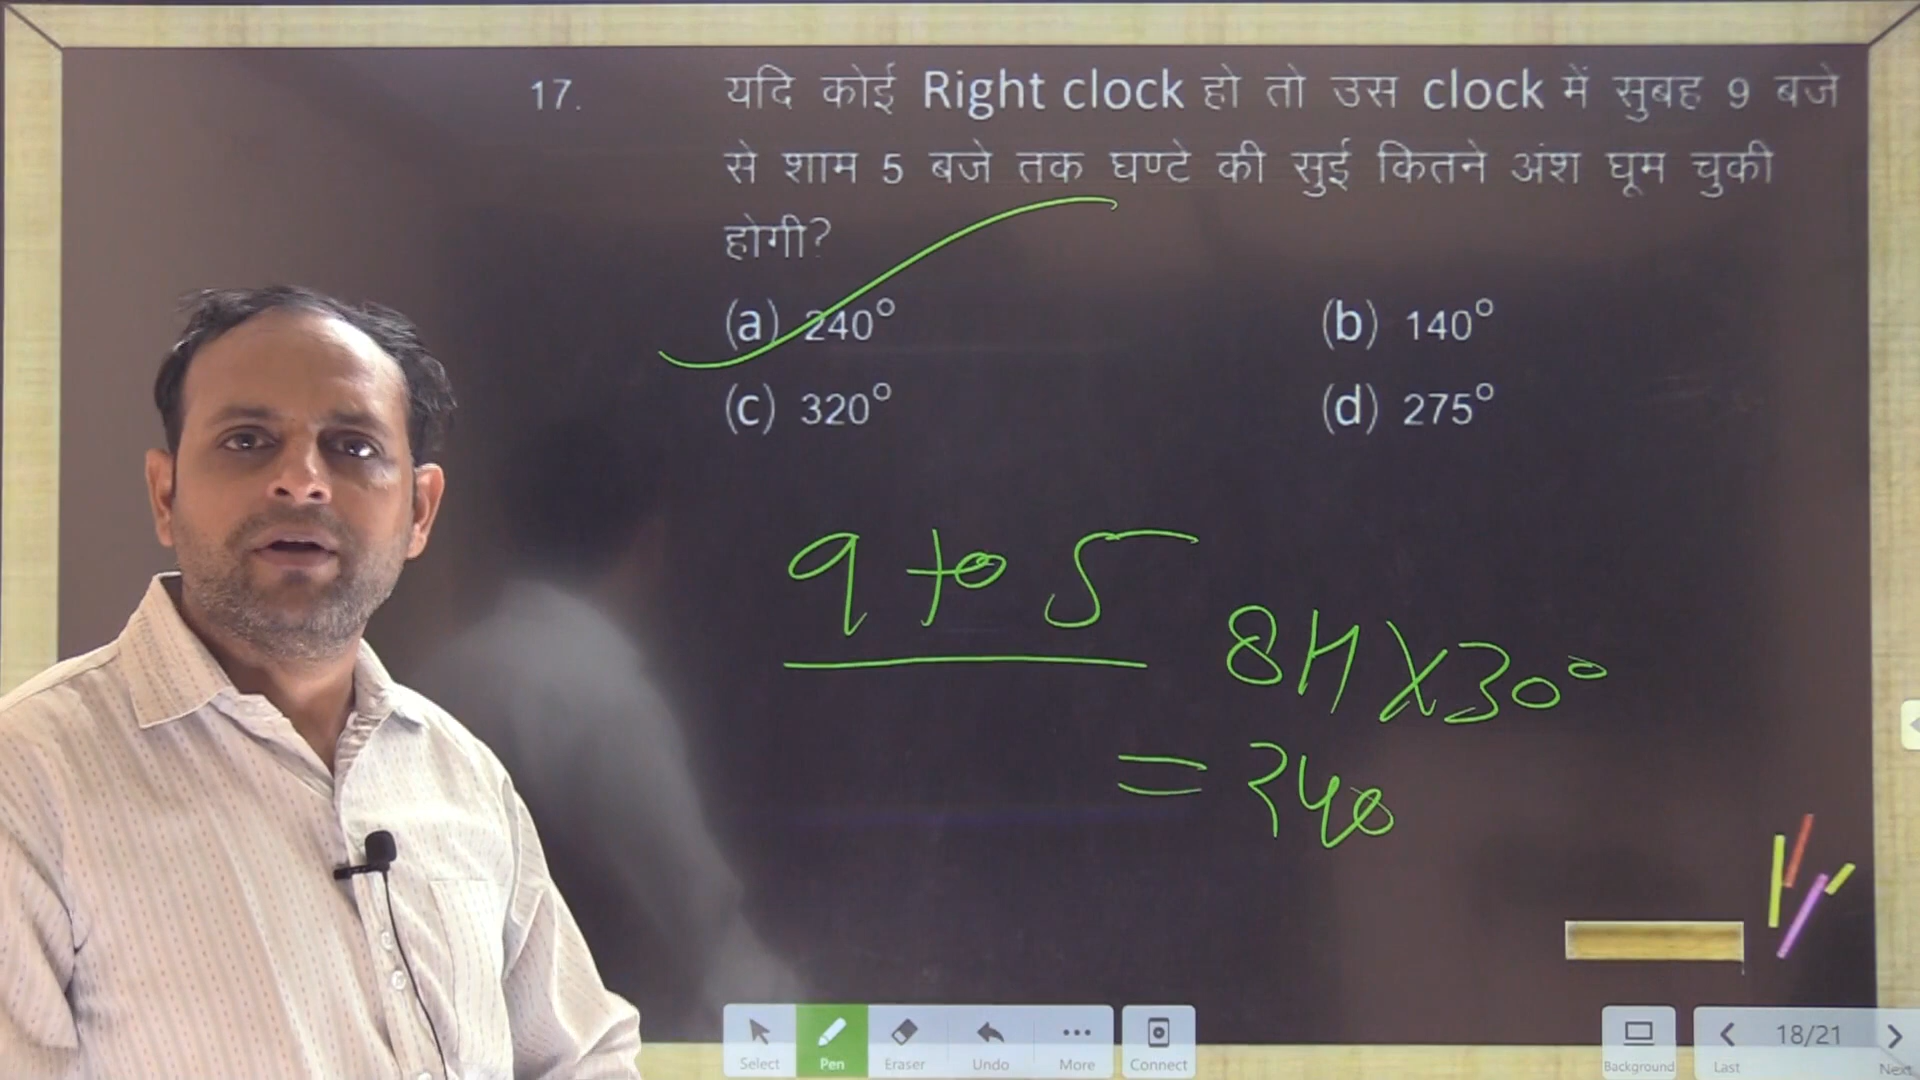 17. यदि कोई Right clock हो तो उस clock में सुबह 9 बजे
से शाम 5 बजे तक घण्टे की सुई कितने अंश घूम चुकी
होगी?
(a) 240° (b) 140°
(c) 320° (d) 275°
9 to 5
8H X 30°
= 240
Select Pen Eraser Undo More Connect Background Last 18/21 Next